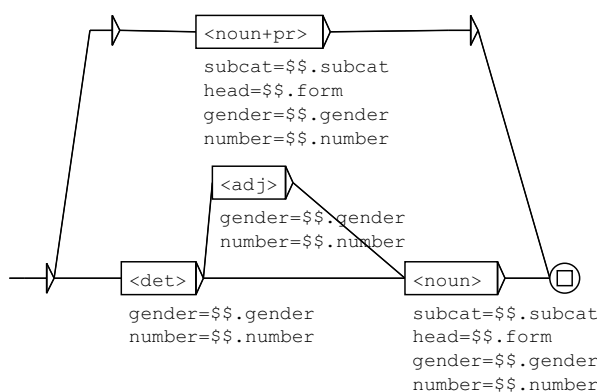 <noun+pr>
subcat=$$.subcat
head=$$.form
gender=$$.gender
number=$$.number
<adj>
gender=$$.gender
number=$$.number
<det>
gender=$$.gender
number=$$.number
<noun>
subcat=$$.subcat
head=$$.form
gender=$$.gender
number=$$.number